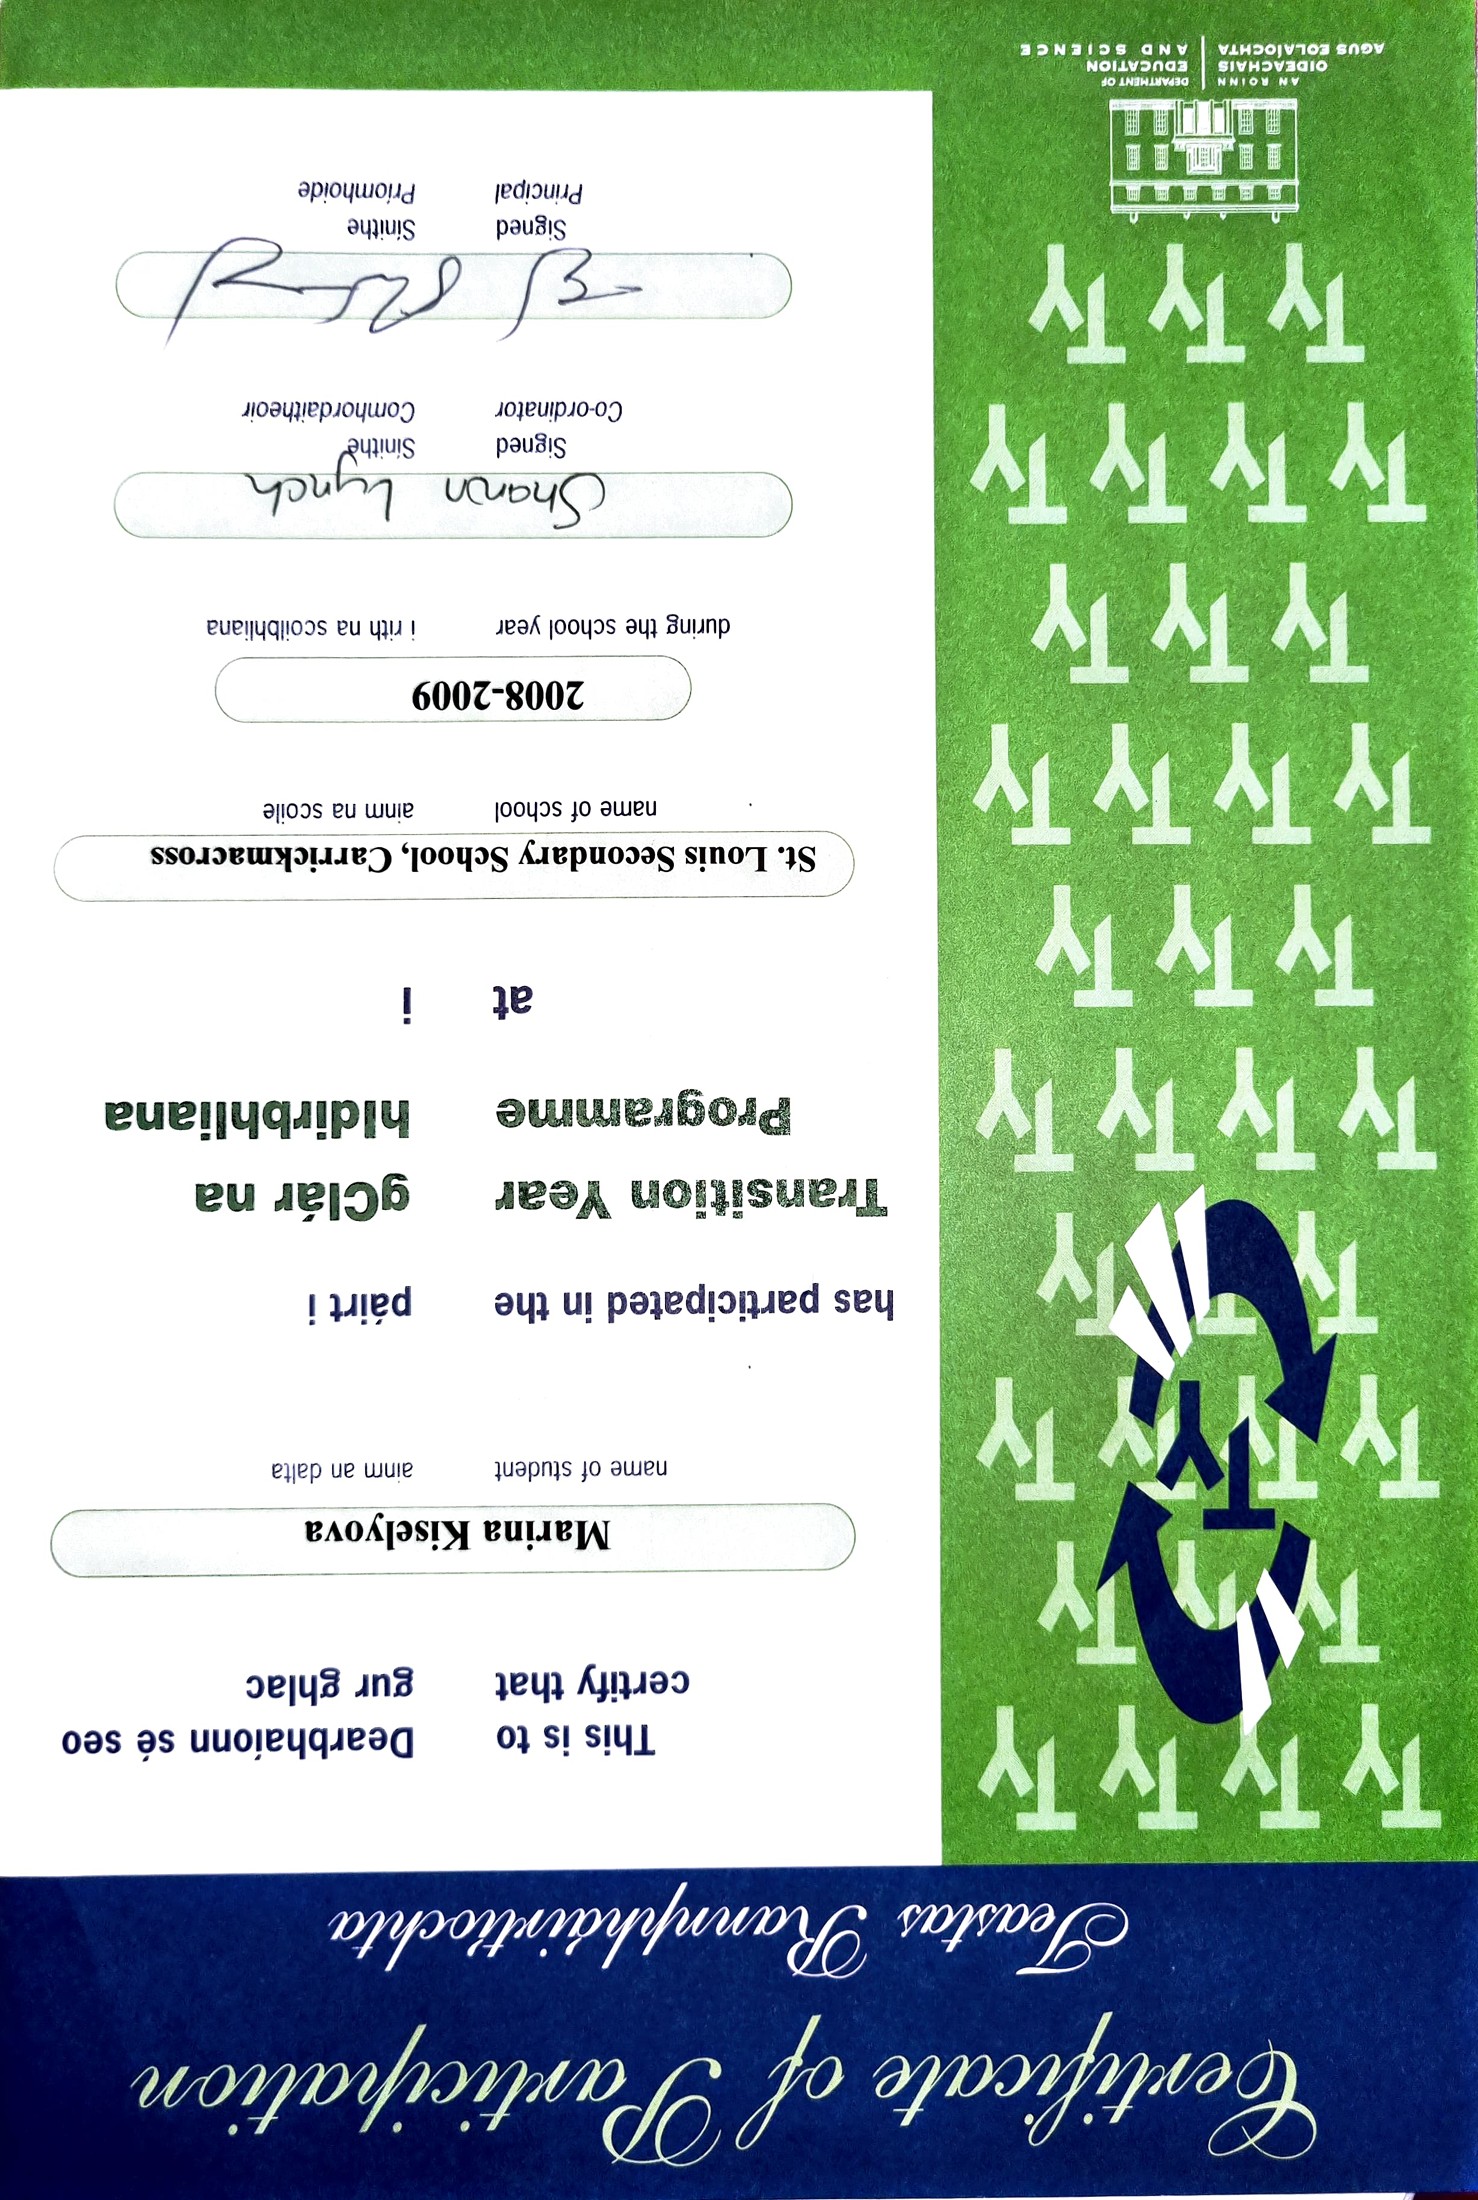 Certificate of Participation
Teastas Rannpháirtíochta
This is to certify that
Dearbhaíonn sé seo gur ghlac
Marina Kiselyova
name of student ainm an dalta
has participated in the páirt i
Transition Year gClár na
Programme hIdirbhliana
at i
St. Louis Secondary School, Carrickmacross
name of school ainm na scoile
2008-2009
during the school year i rith na scoilbhliana
Sharon Lynch
Signed Sínithe
Co-ordinator Comhordaitheoir
Signed Sínithe
Principal Príomhoide
TY TY TY TY
TY TY TY
TY TY TY TY
TY
TY TY TY
TY TY TY TY
TY TY TY
TY TY TY TY
TY TY TY
TY TY TY TY
TY TY TY
AN ROINN DEPARTMENT OF
OIDEACHAIS EDUCATION
AGUS EOLAÍOCHTA AND SCIENCE